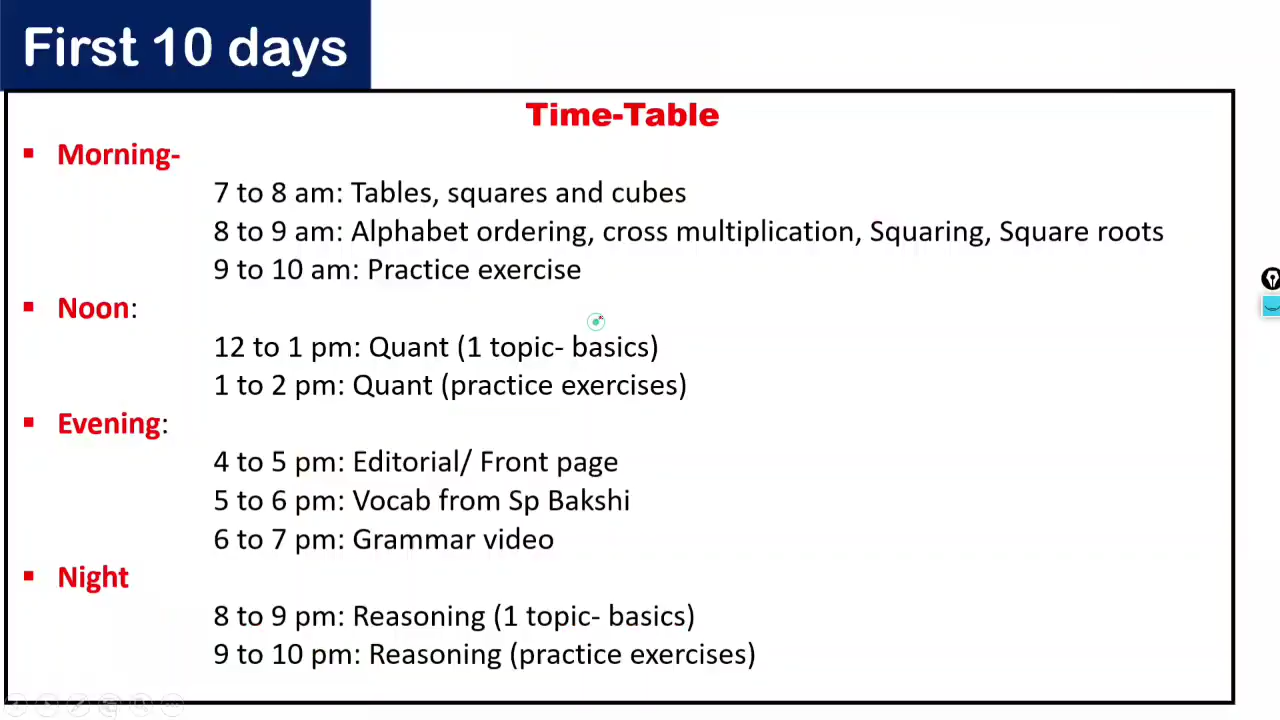 First 10 days
Time-Table
▪ Morning-
7 to 8 am: Tables, squares and cubes
8 to 9 am: Alphabet ordering, cross multiplication, Squaring, Square roots
9 to 10 am: Practice exercise
▪ Noon:
12 to 1 pm: Quant (1 topic- basics)
1 to 2 pm: Quant (practice exercises)
▪ Evening:
4 to 5 pm: Editorial/ Front page
5 to 6 pm: Vocab from Sp Bakshi
6 to 7 pm: Grammar video
▪ Night
8 to 9 pm: Reasoning (1 topic- basics)
9 to 10 pm: Reasoning (practice exercises)